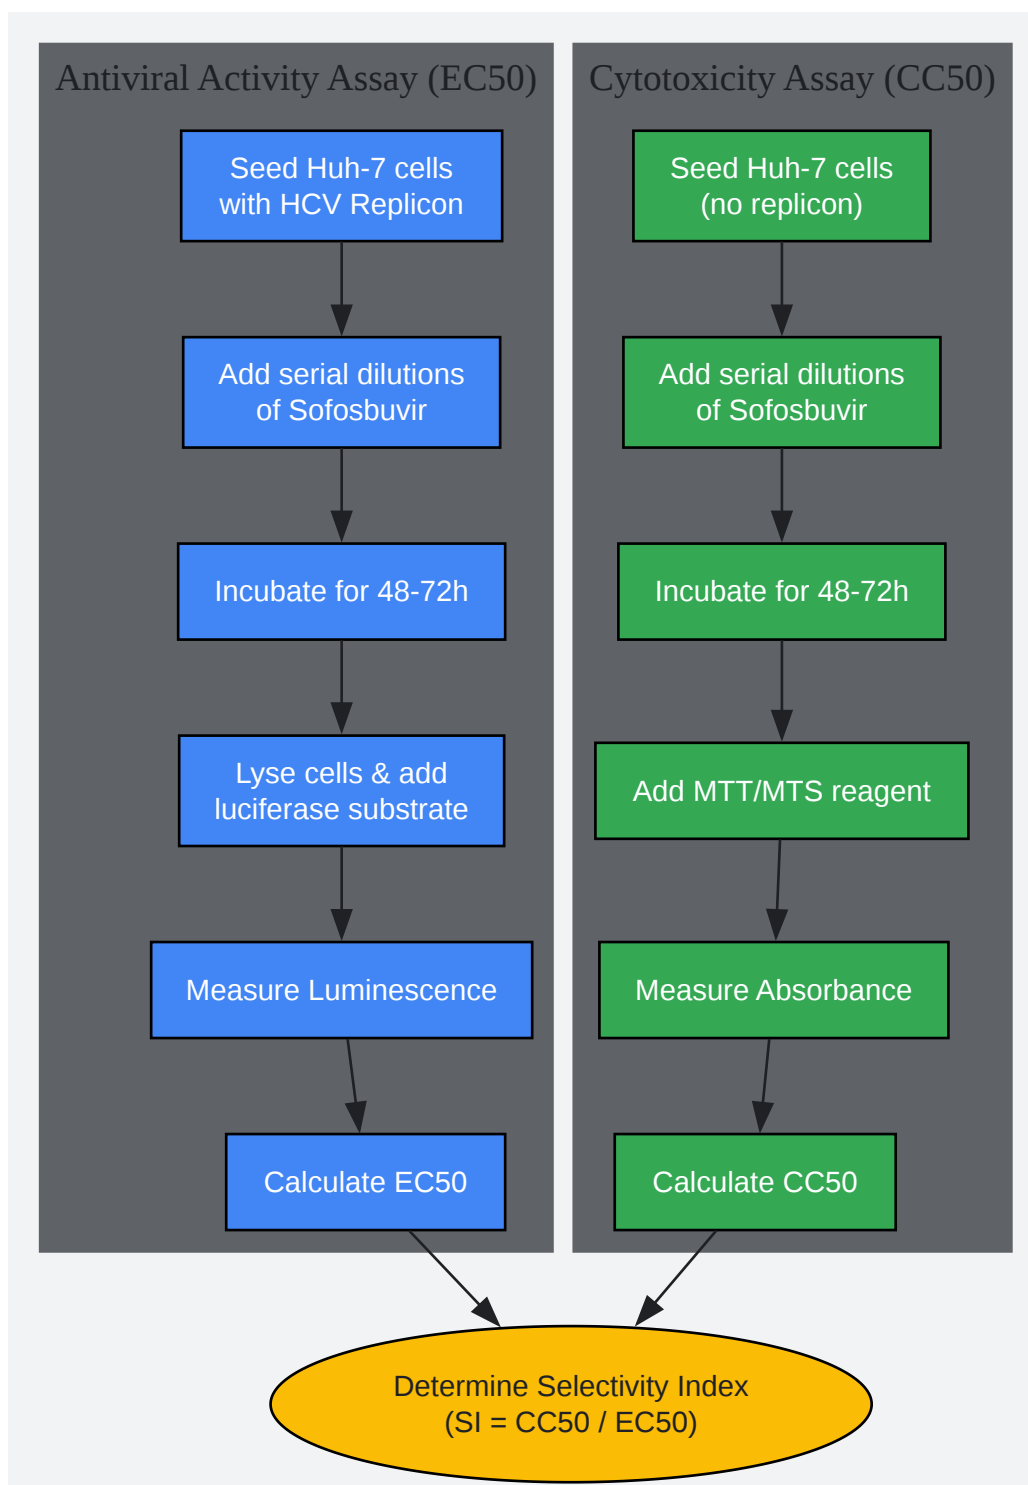 Antiviral Activity Assay (EC50)
Seed Huh-7 cells
with HCV Replicon
Add serial dilutions
of Sofosbuvir
Incubate for 48-72h
Lyse cells & add
luciferase substrate
Measure Luminescence
Calculate EC50
Cytotoxicity Assay (CC50)
Seed Huh-7 cells
(no replicon)
Add serial dilutions
of Sofosbuvir
Incubate for 48-72h
Add MTT/MTS reagent
Measure Absorbance
Calculate CC50
Determine Selectivity Index
(SI = CC50 / EC50)